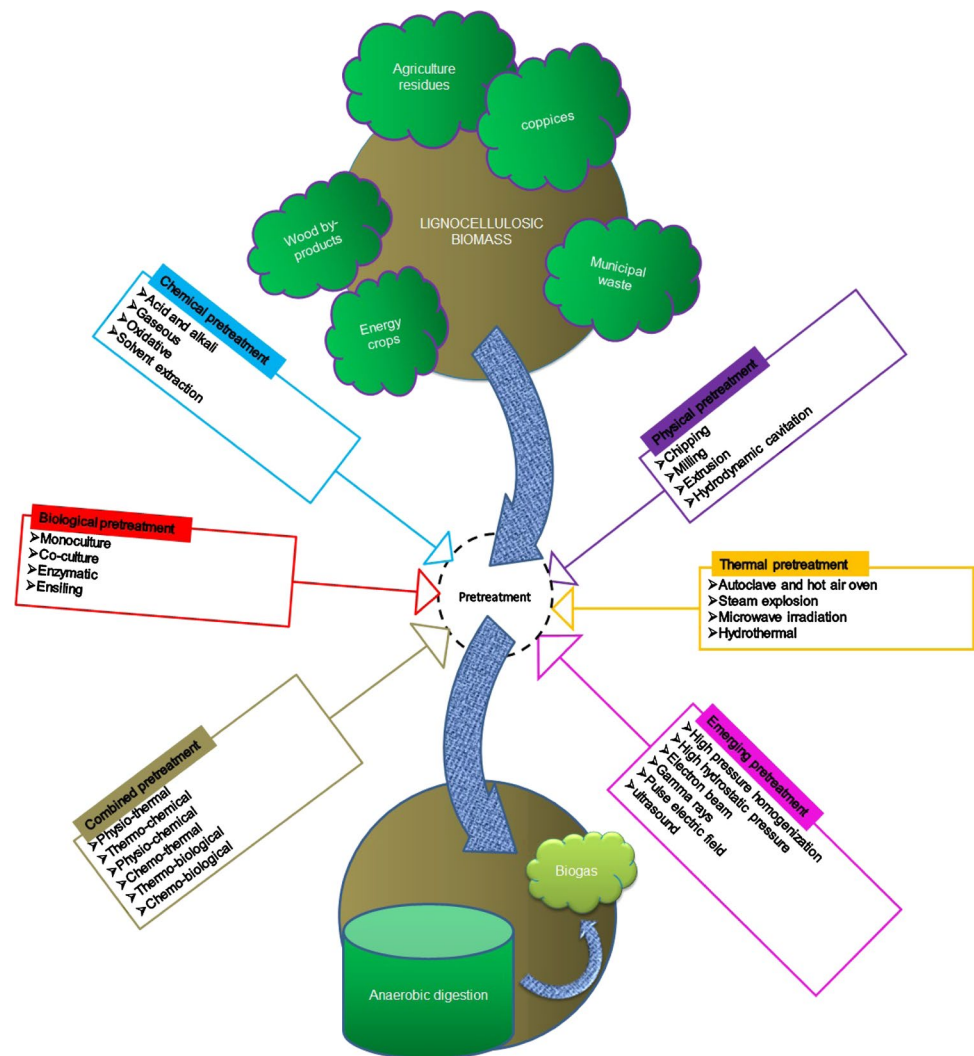 Agriculture
residues
coppices
LIGNOCELLULOSIC
BIOMASS
Wood by-
products
Municipal
waste
Energy
crops
Chemical pretreatment
➢Acid and alkali
➢Gaseous
➢Oxidative
➢Solvent extraction
Physical pretreatment
➢Chipping
➢Milling
➢Extrusion
➢Hydrodynamic cavitation
Biological pretreatment
➢Monoculture
➢Co-culture
➢Enzymatic
➢Ensiling
Pretreatment
Thermal pretreatment
➢Autoclave and hot air oven
➢Steam explosion
➢Microwave irradiation
➢Hydrothermal
Combined pretreatment
➢Physio-thermal
➢Thermo-chemical
➢Physio-chemical
➢Chemo-thermal
➢Thermo-biological
➢Chemo-biological
Emerging pretreatment
➢High pressure homogenization
➢High hydrostatic pressure
➢Electron beam
➢Gamma rays
➢Pulse electric field
➢ultrasound
Biogas
Anaerobic digestion